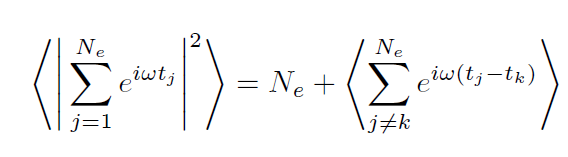 ⟨|∑_{j=1}^{N_e} e^{iωt_j}|^2⟩ = N_e + ⟨∑_{j≠k}^{N_e} e^{iω(t_j−t_k)}⟩